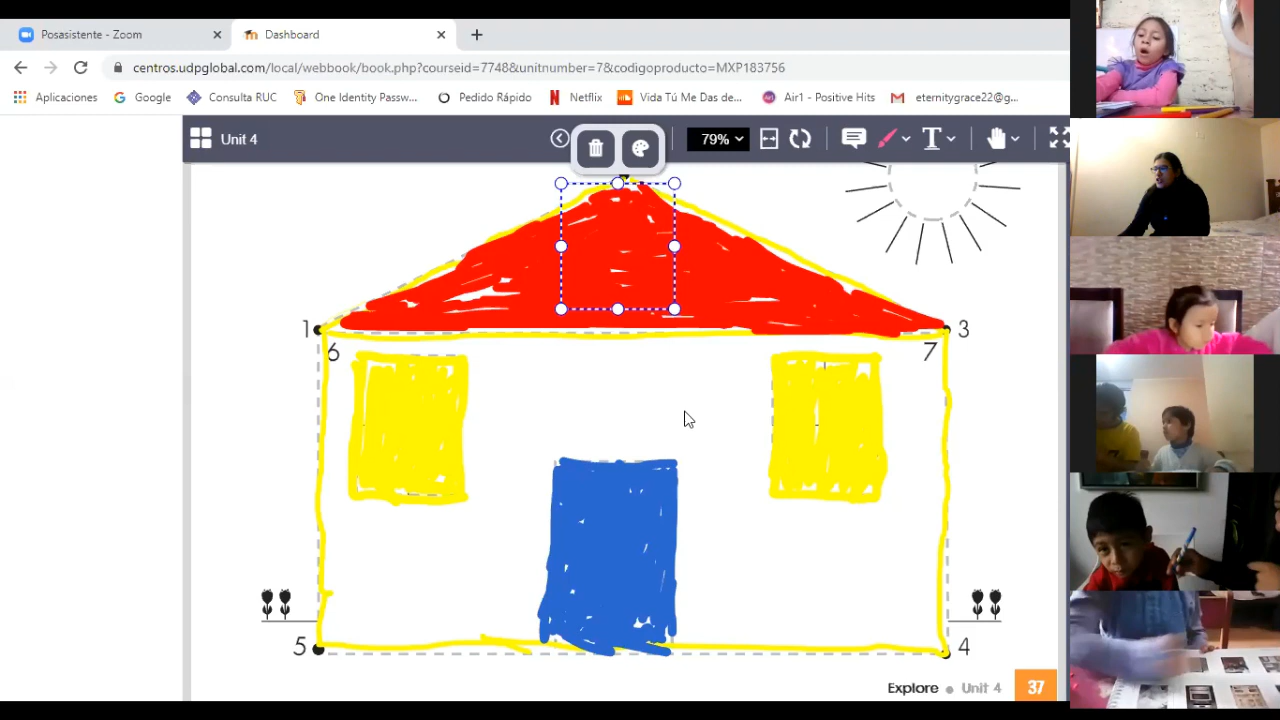 Posasistente - Zoom
Dashboard
centros.udpglobal.com/local/webbook/book.php?courseid=7748&unitnumber=7&codigoproducto=MXP183756
Aplicaciones Google Consulta RUC One Identity Passw... Pedido Rápido Netflix Vida Tú Me Das de... Air1 - Positive Hits eternitygrace22@g...
Unit 4 79% T
1 3
6 7
5 4
Explore Unit 4 37